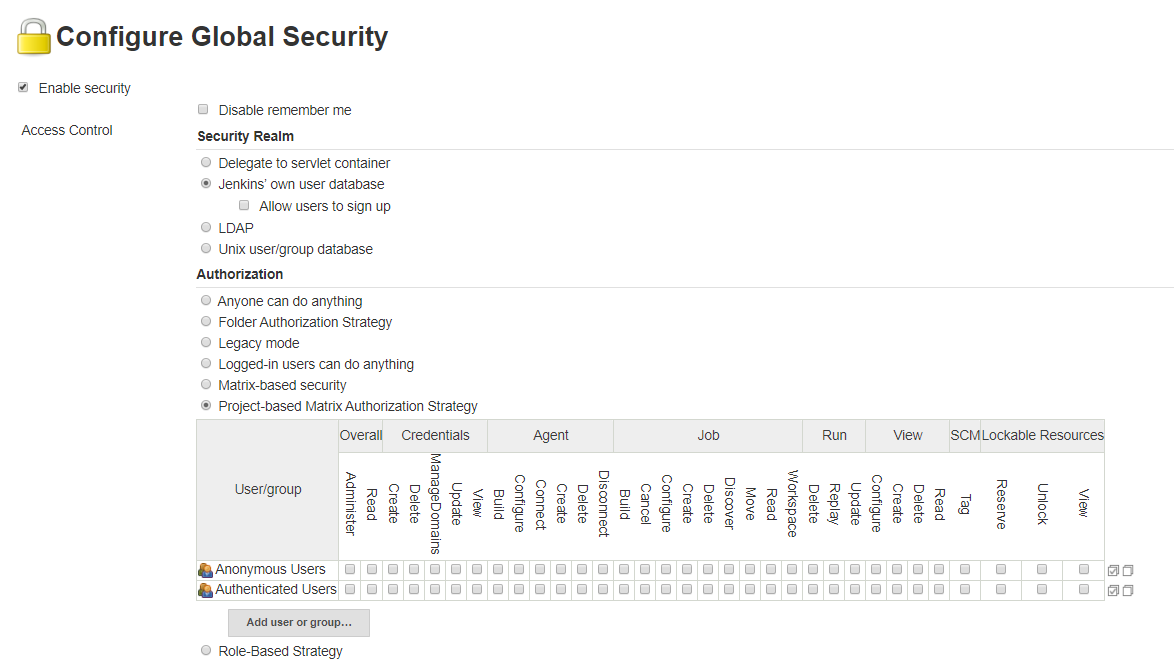 Configure Global Security
Enable security
Disable remember me
Access Control
Security Realm
Delegate to servlet container
Jenkins' own user database
Allow users to sign up
LDAP
Unix user/group database
Authorization
Anyone can do anything
Folder Authorization Strategy
Legacy mode
Logged-in users can do anything
Matrix-based security
Project-based Matrix Authorization Strategy
User/group Overall Credentials Agent Job Run View SCM Lockable Resources
Administer Read Create Delete ManageDomains Update View Build Configure Connect Create Delete Disconnect Build Cancel Configure Create Delete Discover Move Read Workspace Delete Replay Update Configure Create Delete Read Tag Reserve Unlock View
Anonymous Users
Authenticated Users
Add user or group...
Role-Based Strategy